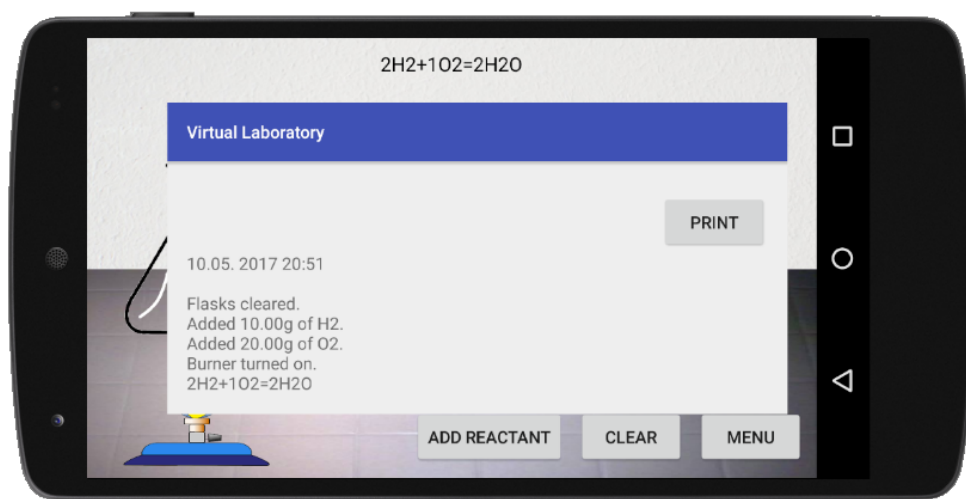 2H2+1O2=2H2O
Virtual Laboratory
PRINT
10.05. 2017 20:51
Flasks cleared.
Added 10.00g of H2.
Added 20.00g of O2.
Burner turned on.
2H2+1O2=2H2O
ADD REACTANT
CLEAR
MENU